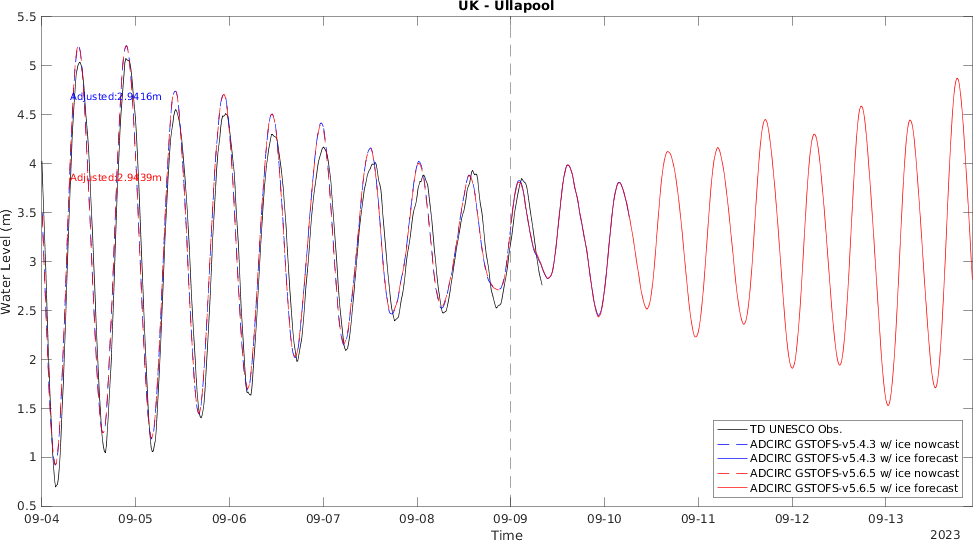 UK - Ullapool
5.5
5
4.5
4
3.5
3
2.5
2
1.5
1
0.5
Water Level (m)
Adjusted:2.9416m
Adjusted:2.9439m
TD UNESCO Obs.
ADCIRC GSTOFS-v5.4.3 w/ ice nowcast
ADCIRC GSTOFS-v5.4.3 w/ ice forecast
ADCIRC GSTOFS-v5.6.5 w/ ice nowcast
ADCIRC GSTOFS-v5.6.5 w/ ice forecast
09-04 09-05 09-06 09-07 09-08 09-09 09-10 09-11 09-12 09-13
Time
2023